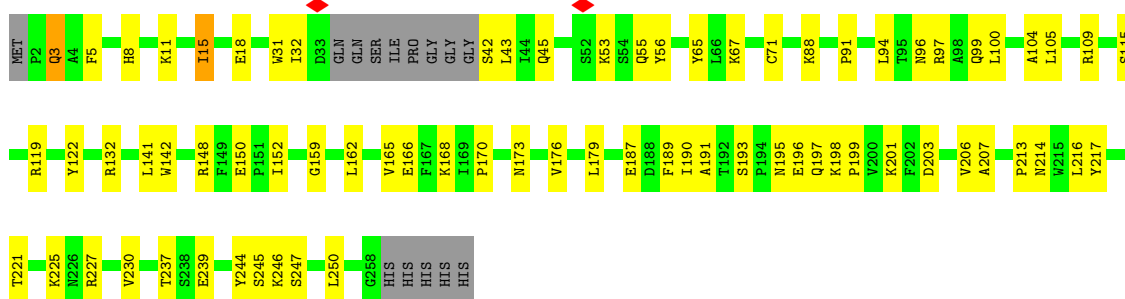 MET P2 Q3 A4 F5 H8 K11 I15 E18 W31 I32 D33 GLN GLN SER ILE PRO GLY GLY GLY S42 L43 I44 Q45 S52 K53 S54 Q55 Y56 Y65 L66 K67 C71 K88 P91 L94 T95 N96 R97 A98 Q99 L100 A104 L105 R109 S115
R119 Y122 R132 L141 W142 R148 F149 E150 P151 I152 G159 L162 V165 E166 F167 K168 I169 P170 N173 V176 L179 E187 D188 F189 I190 A191 T192 S193 P194 N195 E196 Q197 K198 P199 V200 K201 F202 D203 V206 A207 P213 N214 W215 L216 Y217
T221 K225 N226 R227 V230 T237 S238 E239 Y244 S245 K246 S247 L250 G258 HIS HIS HIS HIS HIS